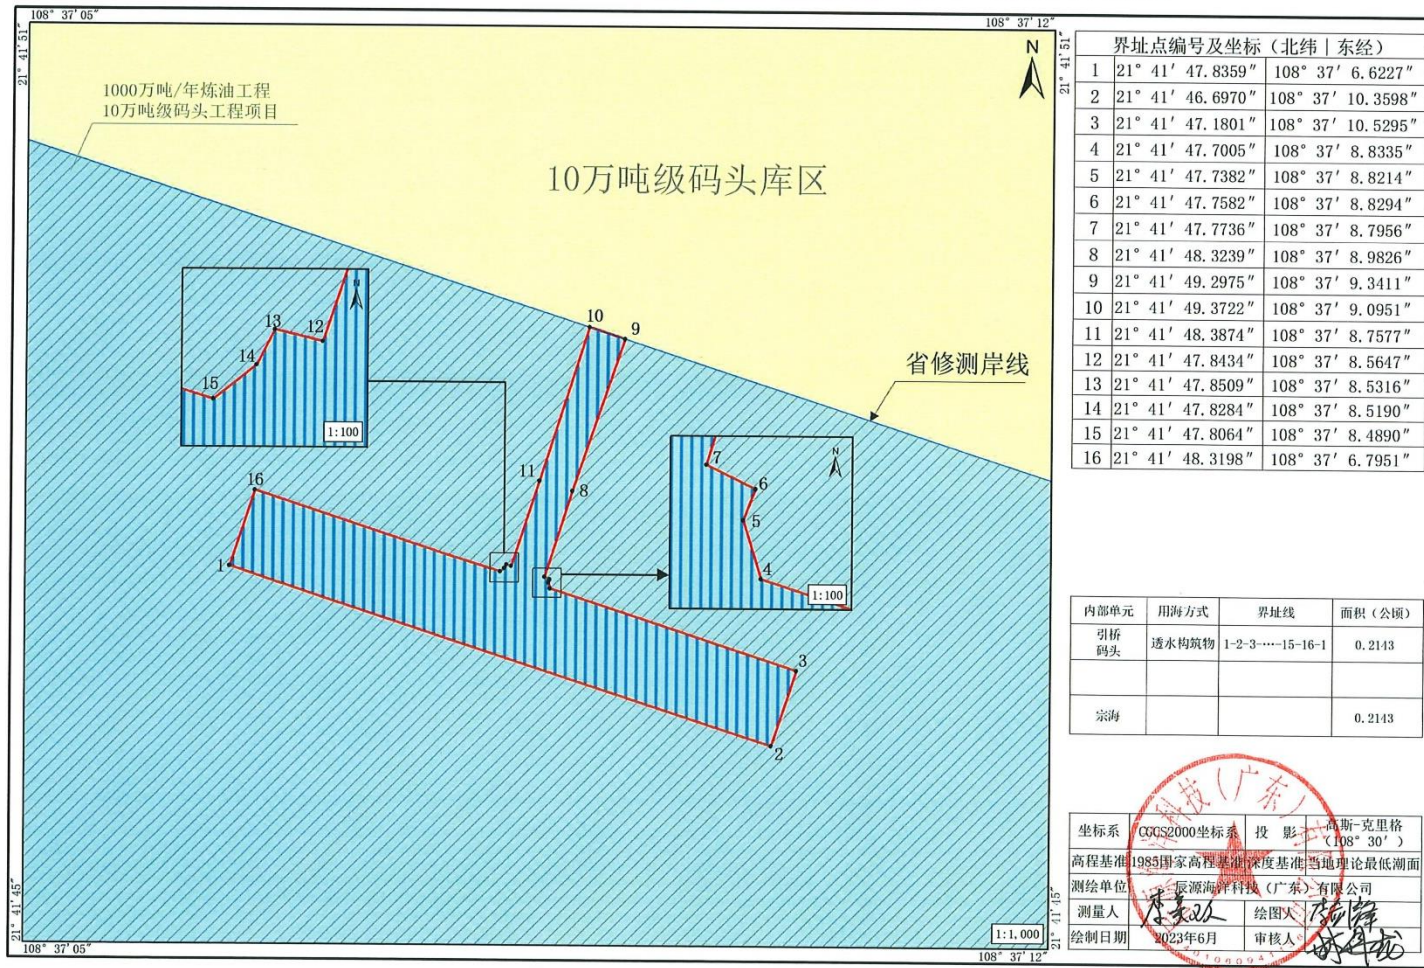 108° 37′ 05″
108° 37′ 12″
21° 41′ 51″
21° 41′ 51″
1000万吨/年炼油工程
10万吨级码头工程项目
10万吨级码头库区
N
省修测岸线
13
12
14
15
N
1:100
10
9
11
8
16
1
7
6
5
4
N
1:100
3
2
1:1,000
21° 41′ 45″
21° 41′ 45″
108° 37′ 05″
108° 37′ 12″
界址点编号及坐标（北纬 | 东经）
1 21° 41′ 47.8359″ 108° 37′ 6.6227″
2 21° 41′ 46.6970″ 108° 37′ 10.3598″
3 21° 41′ 47.1801″ 108° 37′ 10.5295″
4 21° 41′ 47.7005″ 108° 37′ 8.8335″
5 21° 41′ 47.7382″ 108° 37′ 8.8214″
6 21° 41′ 47.7582″ 108° 37′ 8.8294″
7 21° 41′ 47.7736″ 108° 37′ 8.7956″
8 21° 41′ 48.3239″ 108° 37′ 8.9826″
9 21° 41′ 49.2975″ 108° 37′ 9.3411″
10 21° 41′ 49.3722″ 108° 37′ 9.0951″
11 21° 41′ 48.3874″ 108° 37′ 8.7577″
12 21° 41′ 47.8434″ 108° 37′ 8.5647″
13 21° 41′ 47.8509″ 108° 37′ 8.5316″
14 21° 41′ 47.8284″ 108° 37′ 8.5190″
15 21° 41′ 47.8064″ 108° 37′ 8.4890″
16 21° 41′ 48.3198″ 108° 37′ 6.7951″
内部单元 用海方式 界址线 面积（公顷）
引桥
码头 透水构筑物 1-2-3-…-15-16-1 0.2143
宗海 0.2143
坐标系 CGCS2000坐标系 投 影 高斯-克里格
（108° 30′ ）
高程基准 1985国家高程基准 深度基准 当地理论最低潮面
测绘单位 辰源海洋科技（广东）有限公司
测量人 绘图人
绘制日期 2023年6月 审核人